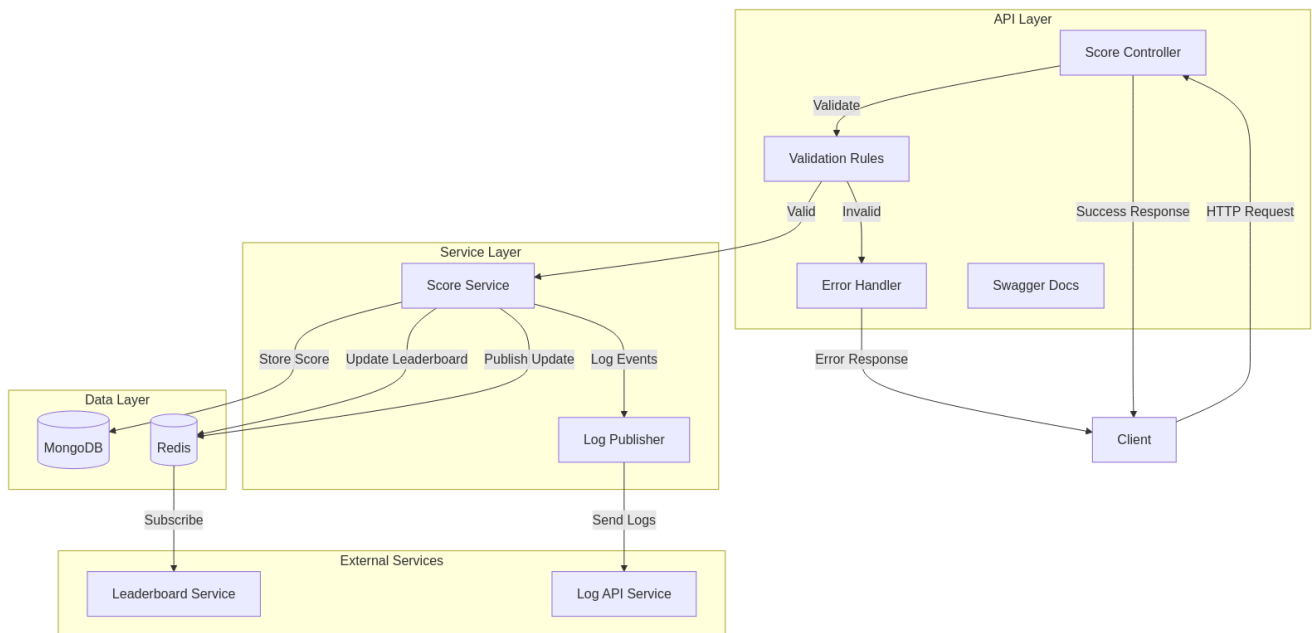 API Layer
Score Controller
Validate
Validation Rules
Valid
Invalid
Success Response
HTTP Request
Service Layer
Score Service
Error Handler
Swagger Docs
Store Score
Update Leaderboard
Publish Update
Log Events
Error Response
Data Layer
MongoDB
Redis
Log Publisher
Client
Subscribe
Send Logs
External Services
Leaderboard Service
Log API Service